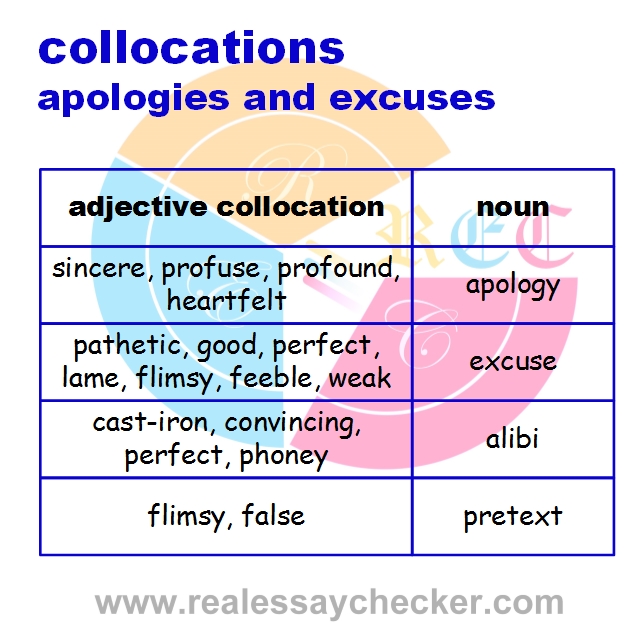 collocations
apologies and excuses
adjective collocation noun
sincere, profuse, profound,
heartfelt
apology
pathetic, good, perfect,
lame, flimsy, feeble, weak
excuse
cast-iron, convincing,
perfect, phoney
alibi
flimsy, false
pretext
REC
R
E
C
www.realessaychecker.com